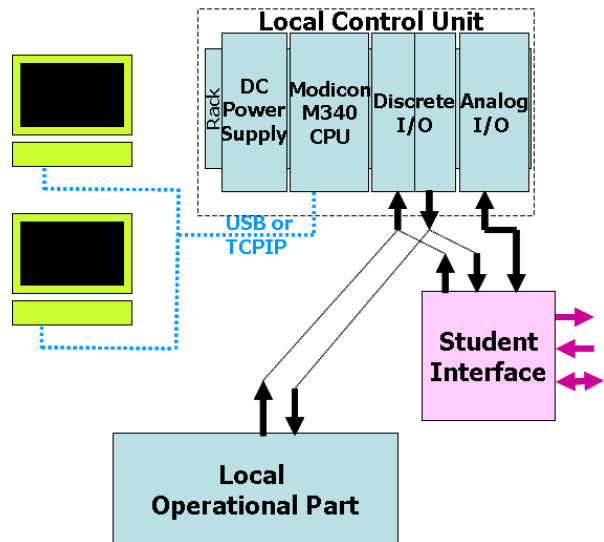 Local Control Unit
Rack
DC
Power
Supply
Modicon
M340
CPU
Discrete
I/O
Analog
I/O
USB or
TCPIP
Student
Interface
Local
Operational Part